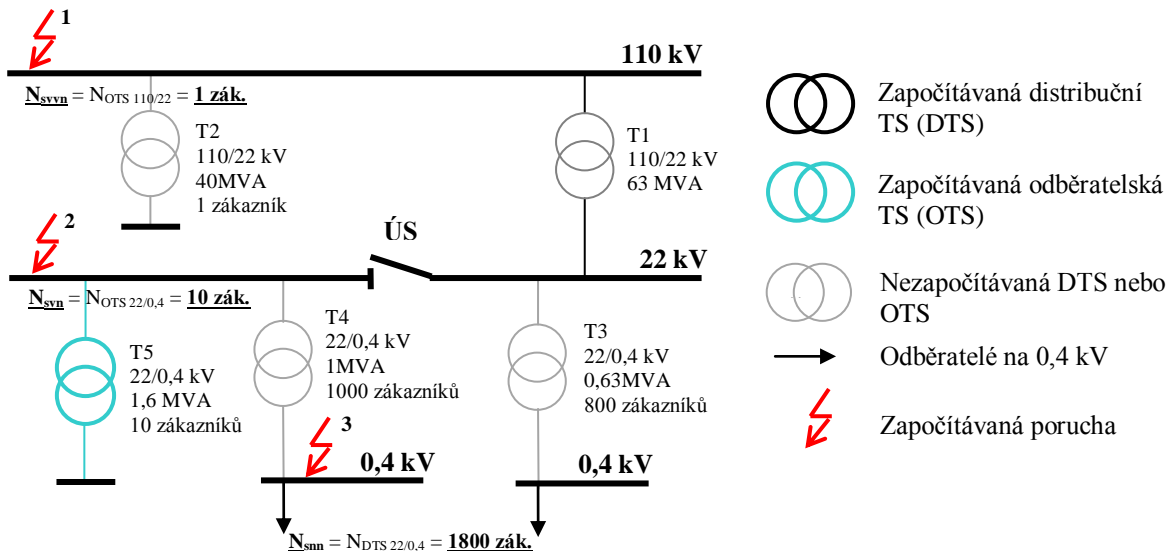 1
110 kV
Nsvvn = NOTS 110/22 = 1 zák.
T2
110/22 kV
40MVA
1 zákazník
T1
110/22 kV
63 MVA
2
ÚS
22 kV
Nsvn = NOTS 22/0,4 = 10 zák.
T5
22/0,4 kV
1,6 MVA
10 zákazníků
T4
22/0,4 kV
1MVA
1000 zákazníků
T3
22/0,4 kV
0,63MVA
800 zákazníků
3
0,4 kV
0,4 kV
Nsnn = NDTS 22/0,4 = 1800 zák.
Započítávaná distribuční
TS (DTS)
Započítávaná odběratelská
TS (OTS)
Nezapočítávaná DTS nebo
OTS
Odběratelé na 0,4 kV
Započítávaná porucha